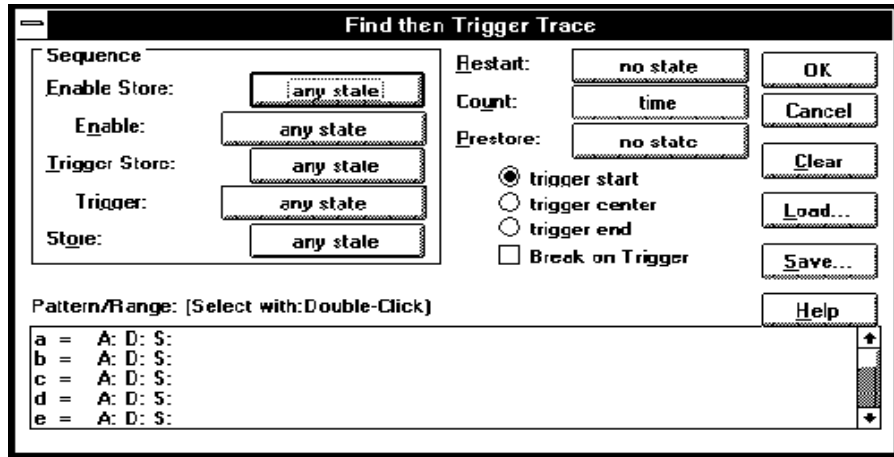 Find then Trigger Trace
Sequence
Enable Store: any state
Enable: any state
Trigger Store: any state
Trigger: any state
Store: any state
Restart: no state
Count: time
Prestore: no state
trigger start
trigger center
trigger end
Break on Trigger
OK
Cancel
Clear
Load...
Save...
Help
Pattern/Range: (Select with:Double-Click)
a = A: D: S:
b = A: D: S:
c = A: D: S:
d = A: D: S:
e = A: D: S: